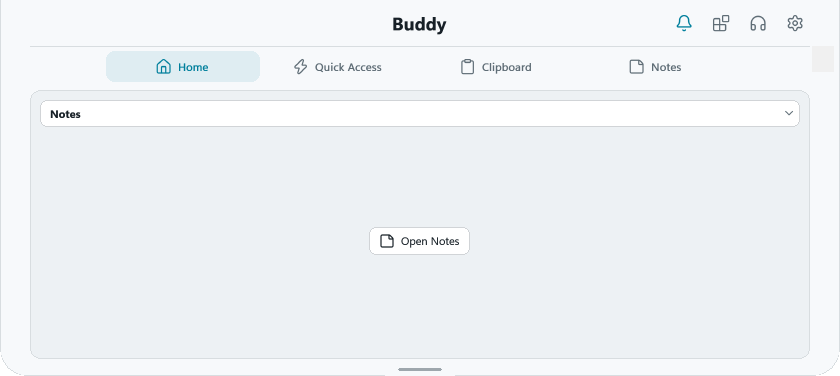 Buddy
Home
Quick Access
Clipboard
Notes
Notes
Open Notes